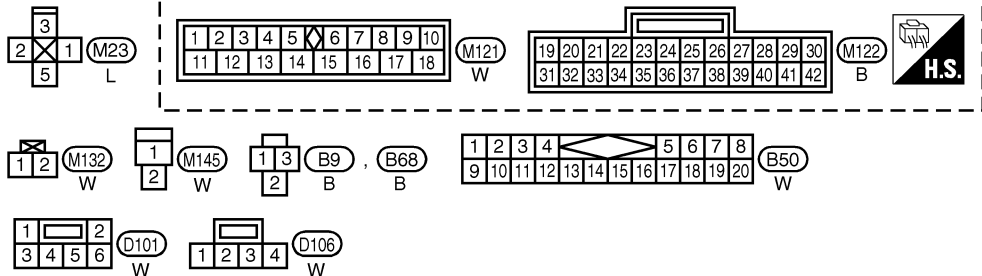 3
2 1 M23
5 L
1 2 3 4 5 6 7 8 9 10 M121
11 12 13 14 15 16 17 18 W
19 20 21 22 23 24 25 26 27 28 29 30 M122
31 32 33 34 35 36 37 38 39 40 41 42 B
H.S.
1 2 M132
W
1 M145
2 W
1 3 B9 , B68
2 B B
1 2 3 4 5 6 7 8 B50
9 10 11 12 13 14 15 16 17 18 19 20 W
1 2 D101
3 4 5 6 W
1 2 3 4 D106
W